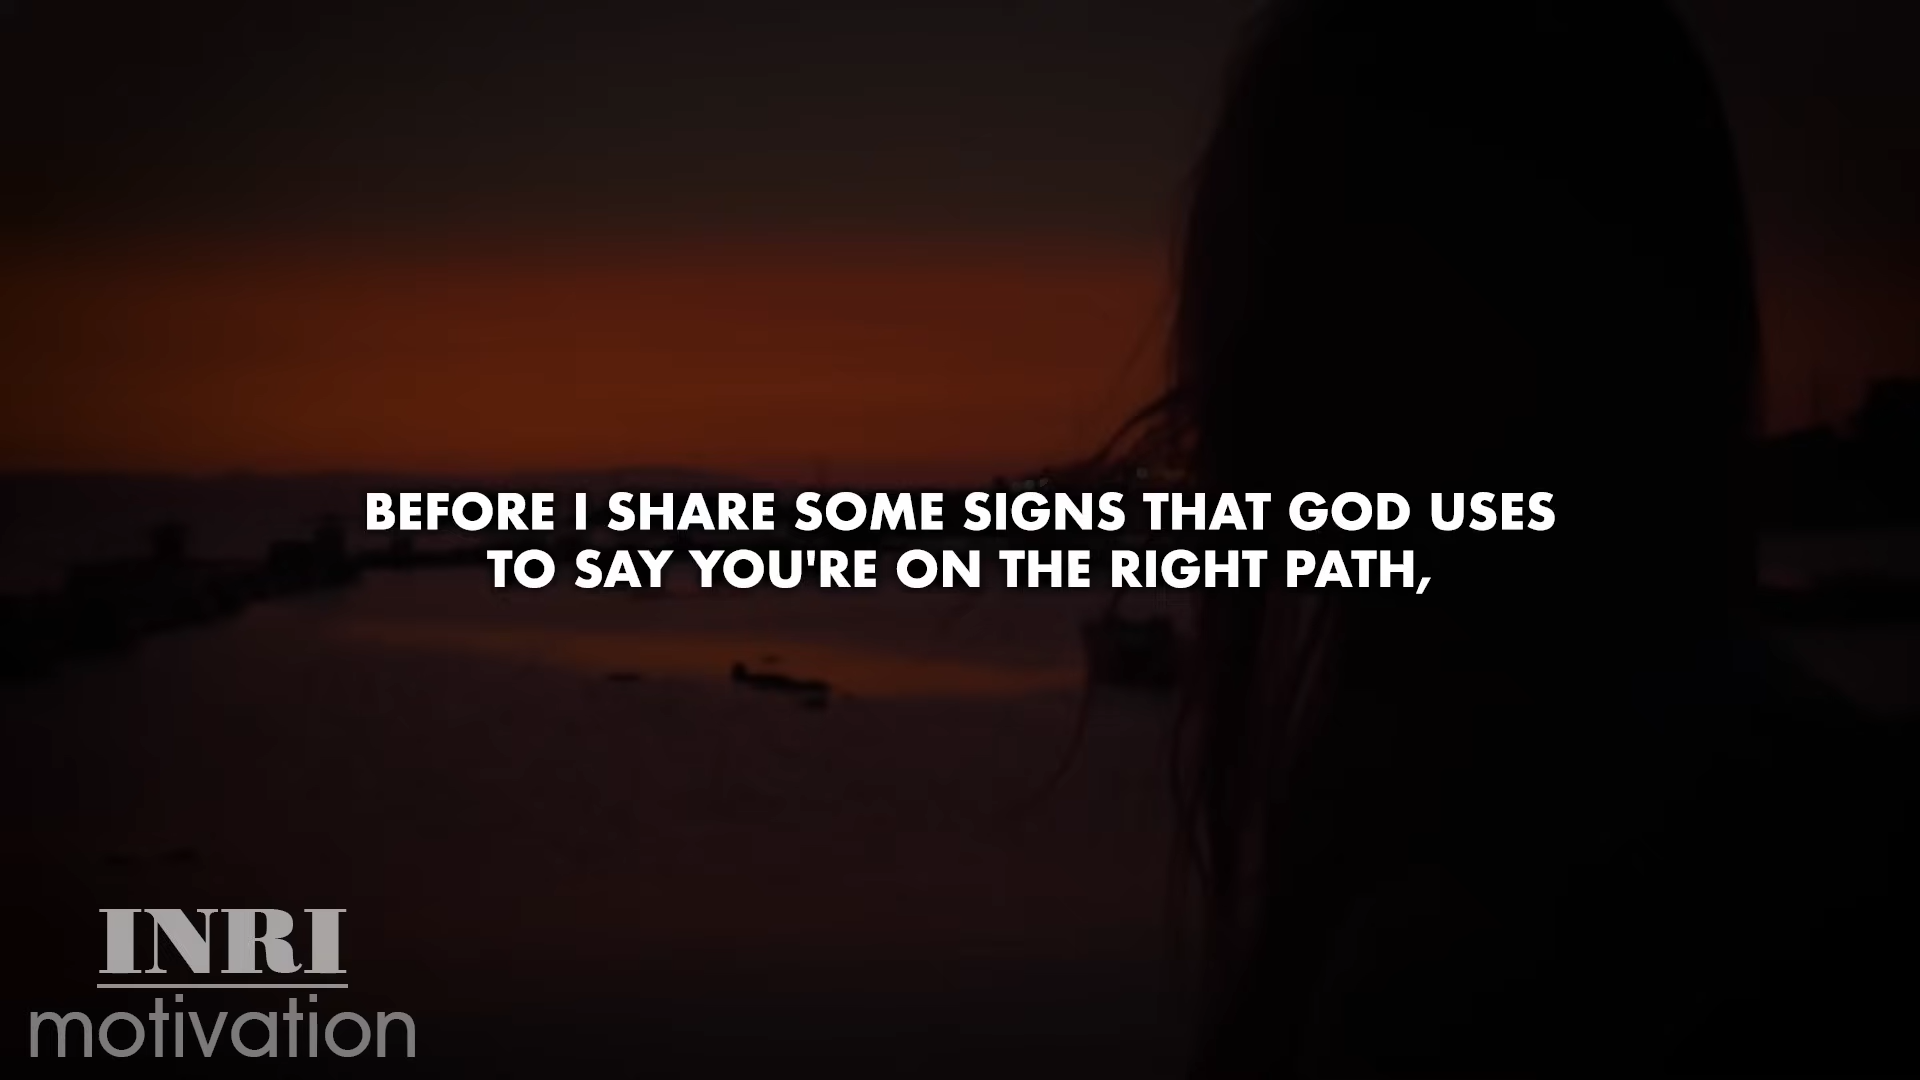 BEFORE I SHARE SOME SIGNS THAT GOD USES
TO SAY YOU'RE ON THE RIGHT PATH,
INRI
motivation